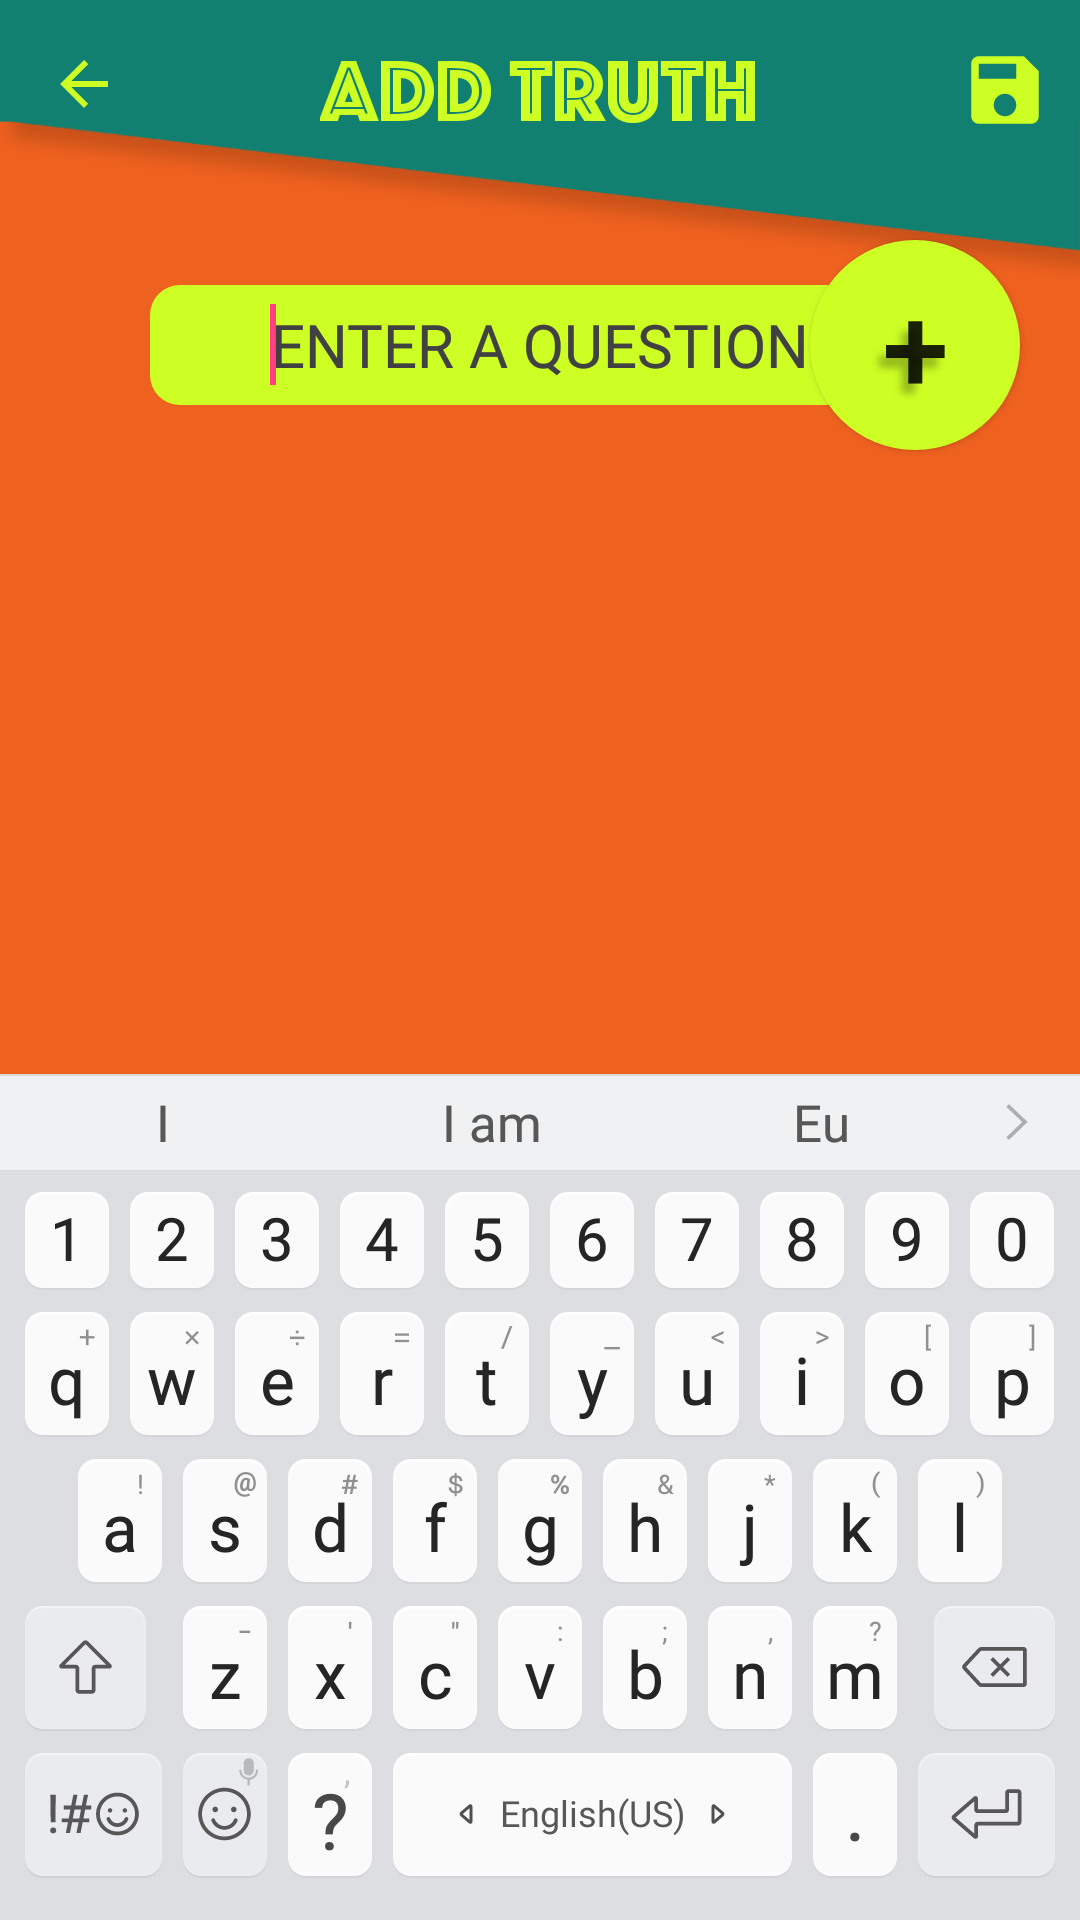 ADD TRUTH
ENTER A QUESTION +
I I am Eu
1 2 3 4 5 6 7 8 9 0
+ × ÷ = / _ < > [ ]
q w e r t y u i o p
! @ # $ % & * ( )
a s d f g h j k l
- ' " : ; , ?
z x c v b n m
!# ? , English(US) .